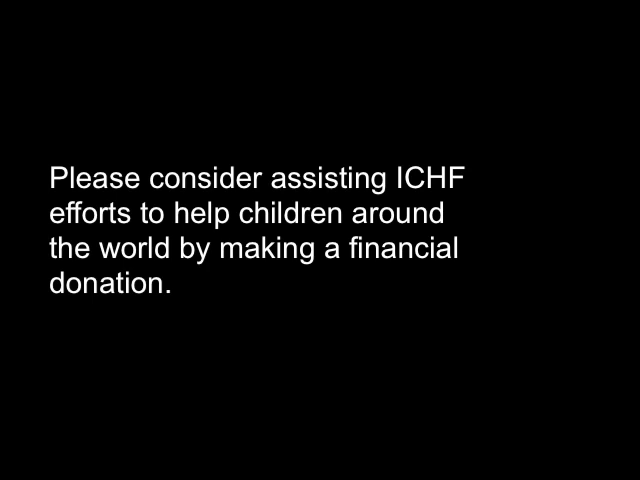 Please consider assisting ICHF
efforts to help children around
the world by making a financial
donation.